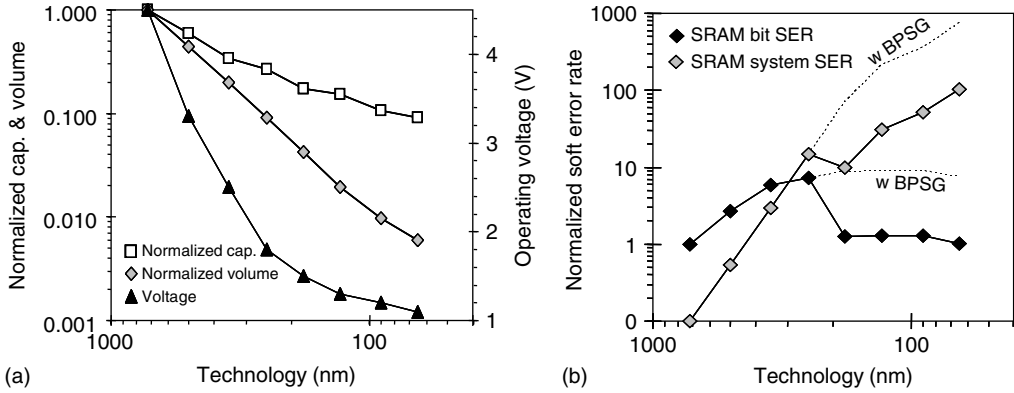 1.000
0.100
0.010
0.001
Normalized cap. & volume
4
3
2
1
Operating voltage (V)
Normalized cap.
Normalized volume
Voltage
1000
100
Technology (nm)
(a)
1000
100
10
1
0
Normalized soft error rate
SRAM bit SER
SRAM system SER
w BPSG
w BPSG
1000
100
Technology (nm)
(b)